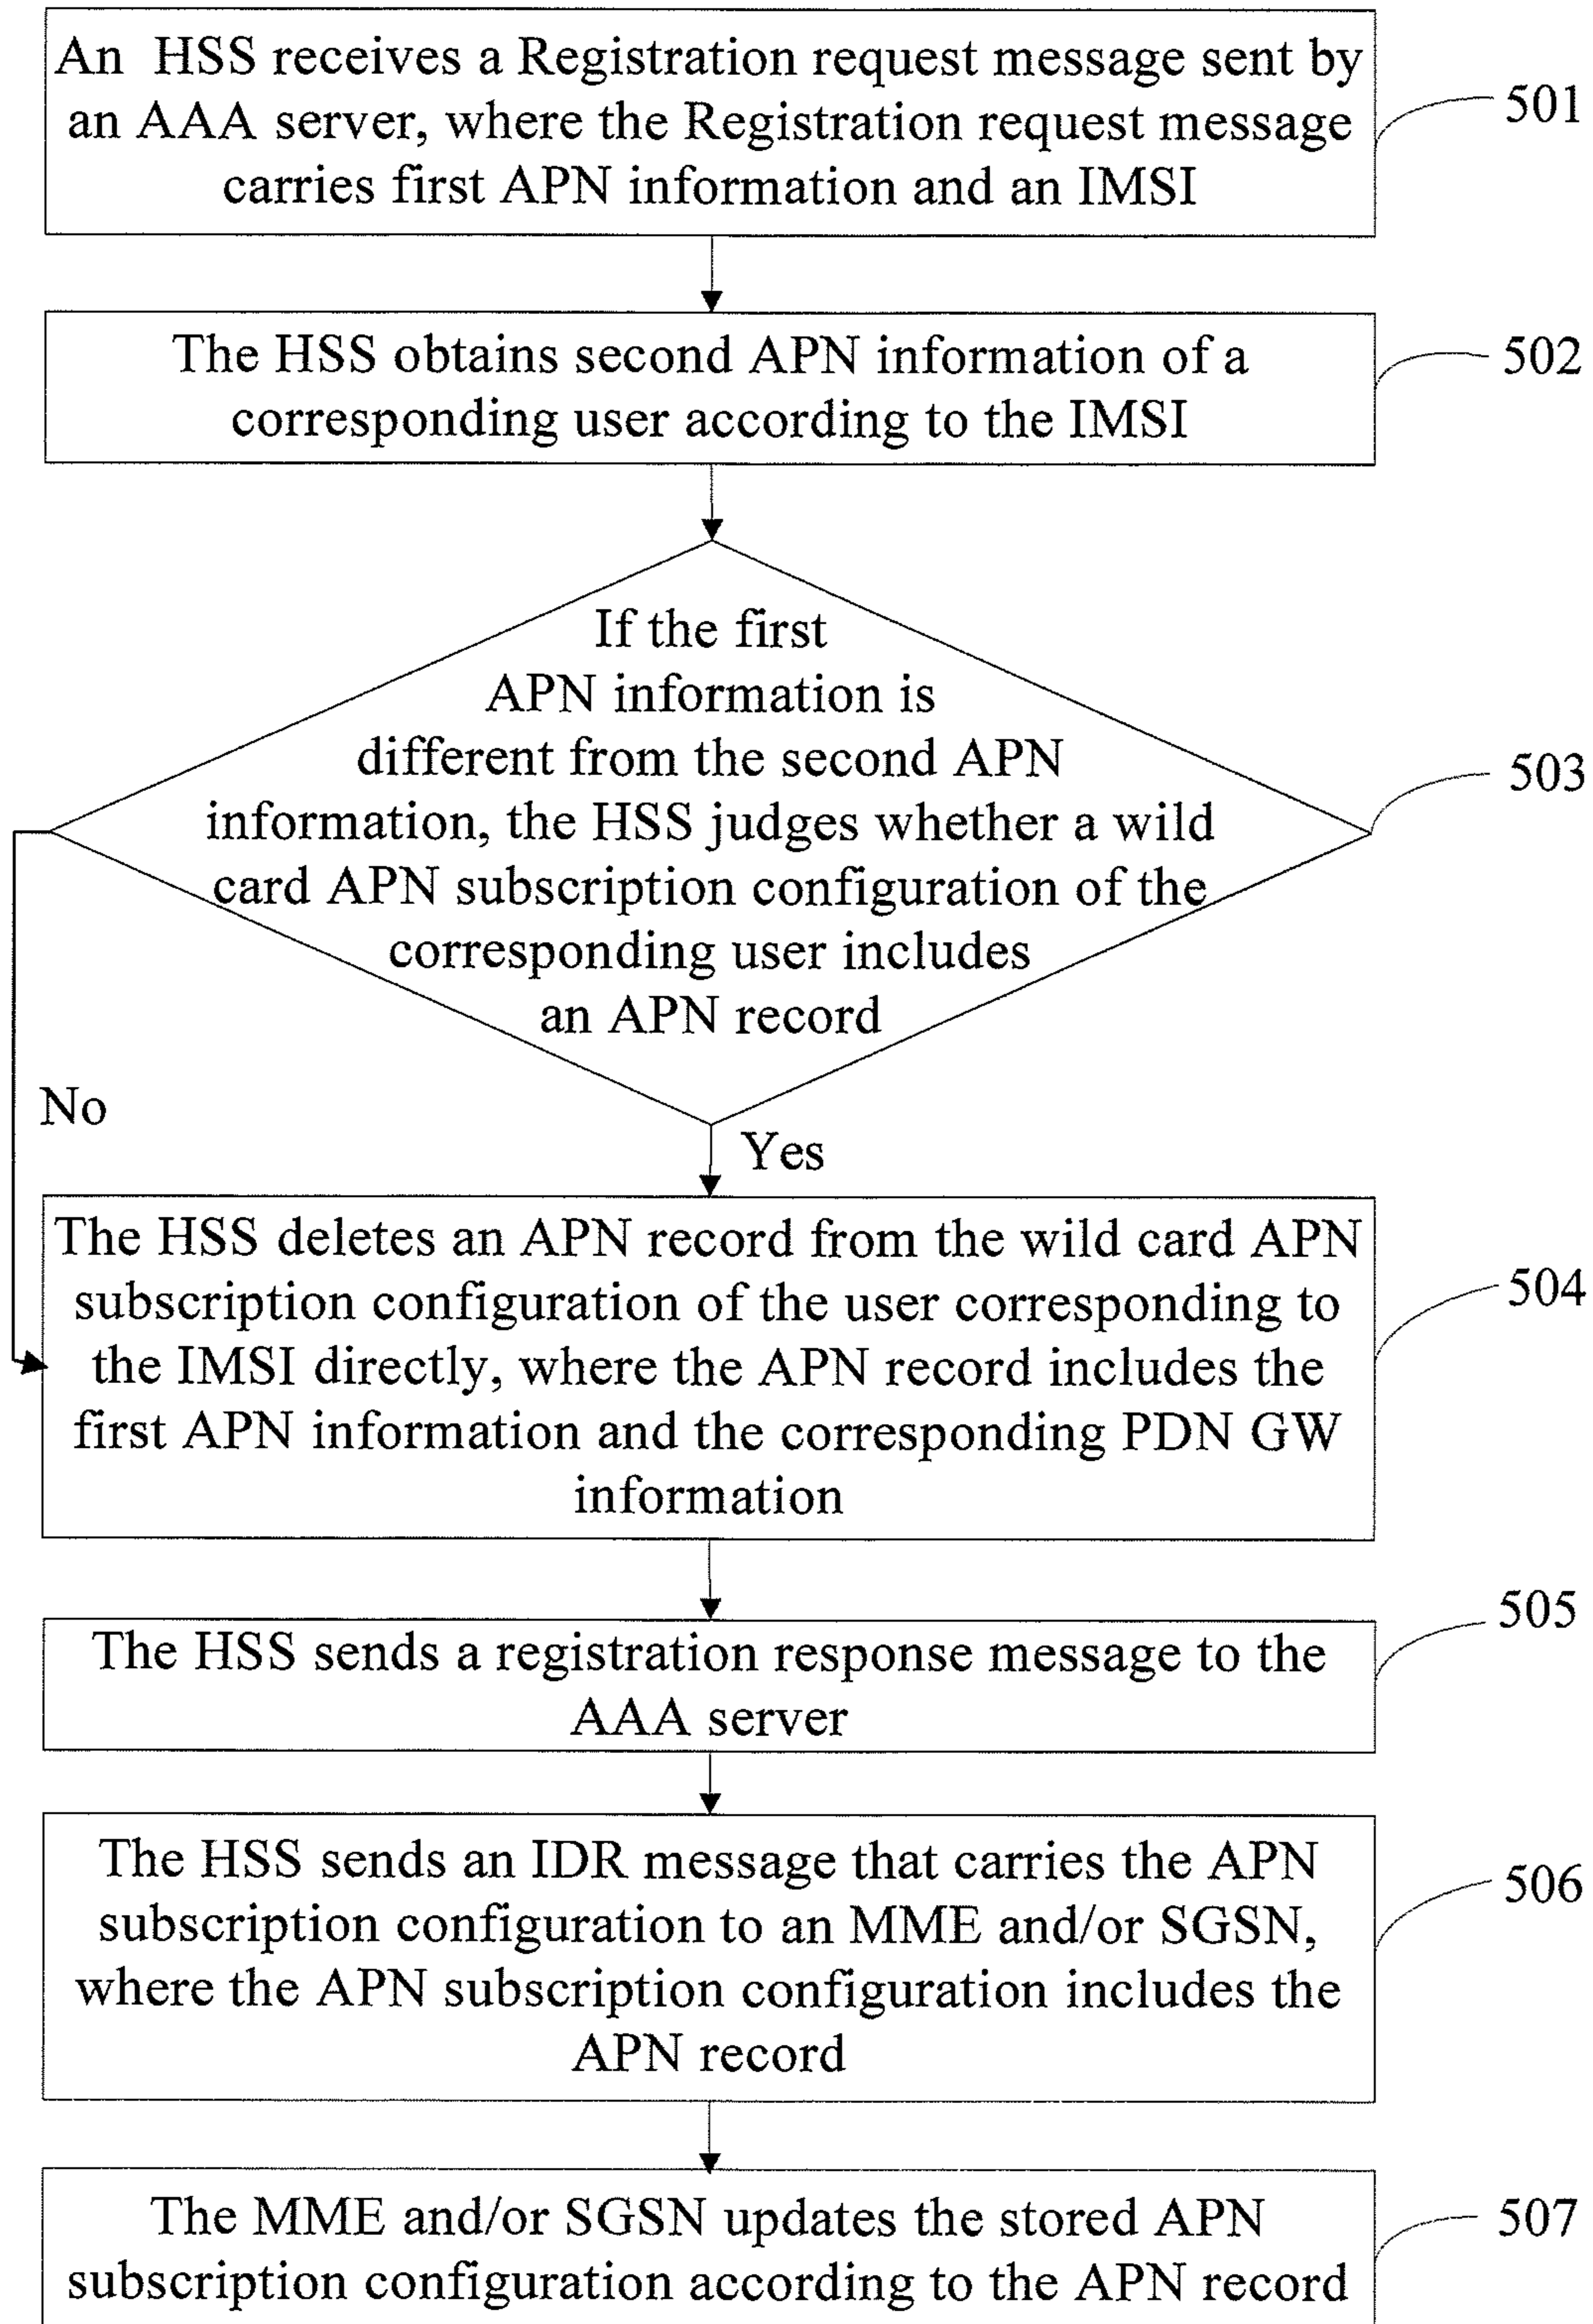 An HSS receives a Registration request message sent by
an AAA server, where the Registration request message
carries first APN information and an IMSI
501
The HSS obtains second APN information of a
corresponding user according to the IMSI
502
If the first
APN information is
different from the second APN
information, the HSS judges whether a wild
card APN subscription configuration of the
corresponding user includes
an APN record
503
No
Yes
The HSS deletes an APN record from the wild card APN
subscription configuration of the user corresponding to
the IMSI directly, where the APN record includes the
first APN information and the corresponding PDN GW
information
504
The HSS sends a registration response message to the
AAA server
505
The HSS sends an IDR message that carries the APN
subscription configuration to an MME and/or SGSN,
where the APN subscription configuration includes the
APN record
506
The MME and/or SGSN updates the stored APN
subscription configuration according to the APN record
507